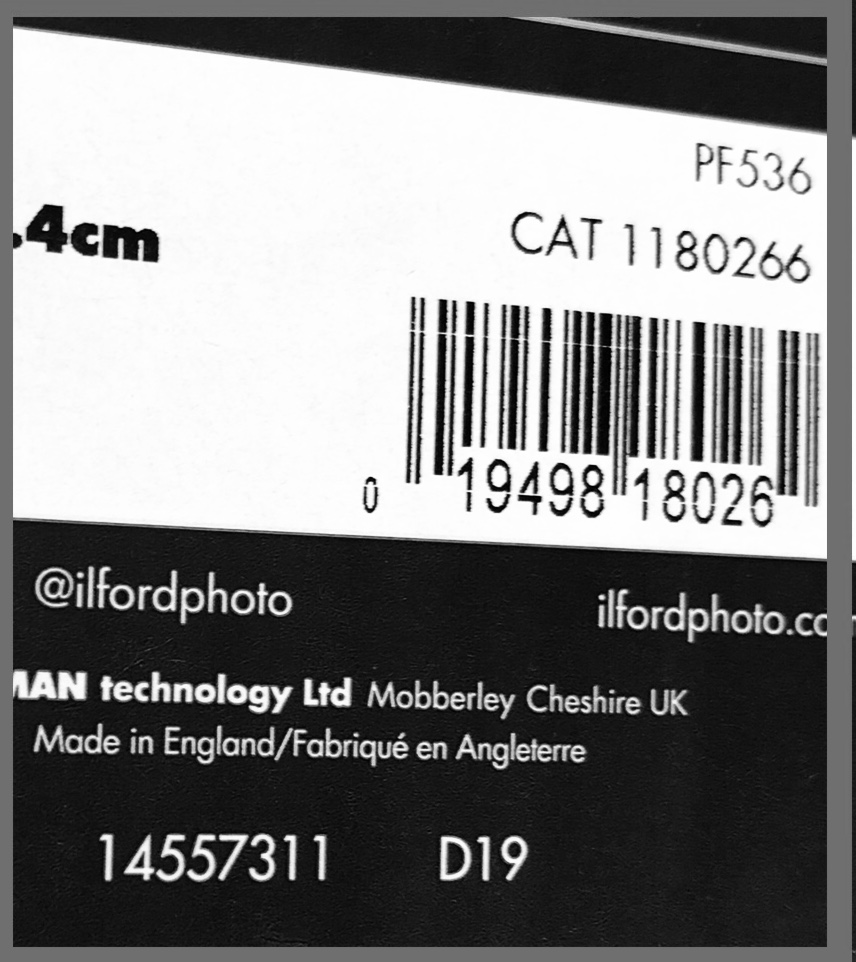 PF536
.4cm
CAT 1180266
0 19498 18026
@ilfordphoto ilfordphoto.co
MAN technology Ltd Mobberley Cheshire UK
Made in England/Fabriqué en Angleterre
14557311 D19